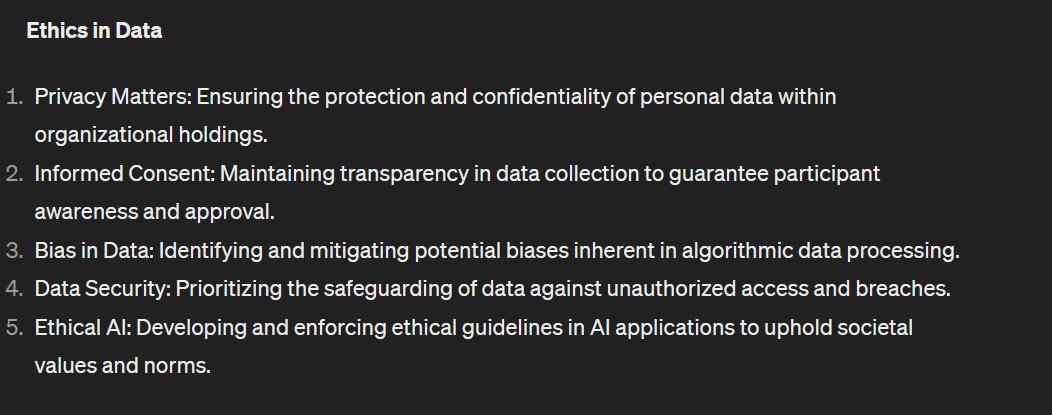 Ethics in Data
1. Privacy Matters: Ensuring the protection and confidentiality of personal data within
organizational holdings.
2. Informed Consent: Maintaining transparency in data collection to guarantee participant
awareness and approval.
3. Bias in Data: Identifying and mitigating potential biases inherent in algorithmic data processing.
4. Data Security: Prioritizing the safeguarding of data against unauthorized access and breaches.
5. Ethical AI: Developing and enforcing ethical guidelines in AI applications to uphold societal
values and norms.